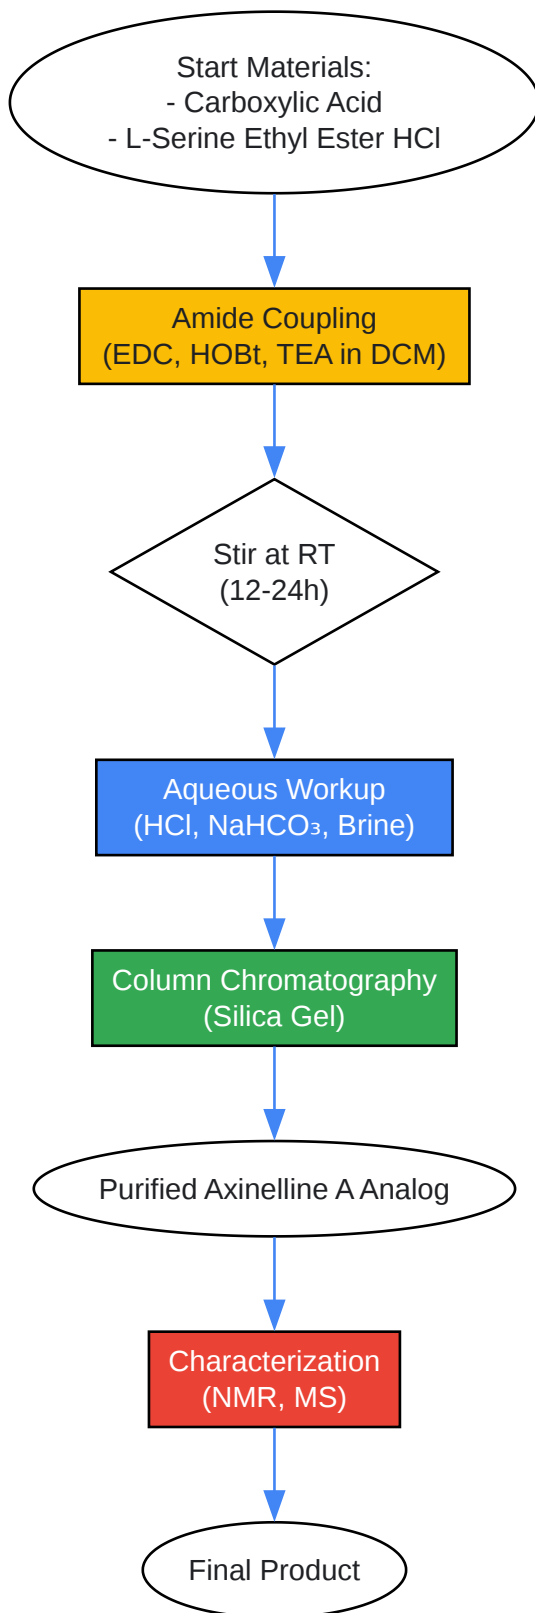 Start Materials:
- Carboxylic Acid
- L-Serine Ethyl Ester HCl
Amide Coupling
(EDC, HOBt, TEA in DCM)
Stir at RT
(12-24h)
Aqueous Workup
(HCl, NaHCO₃, Brine)
Column Chromatography
(Silica Gel)
Purified Axinelline A Analog
Characterization
(NMR, MS)
Final Product